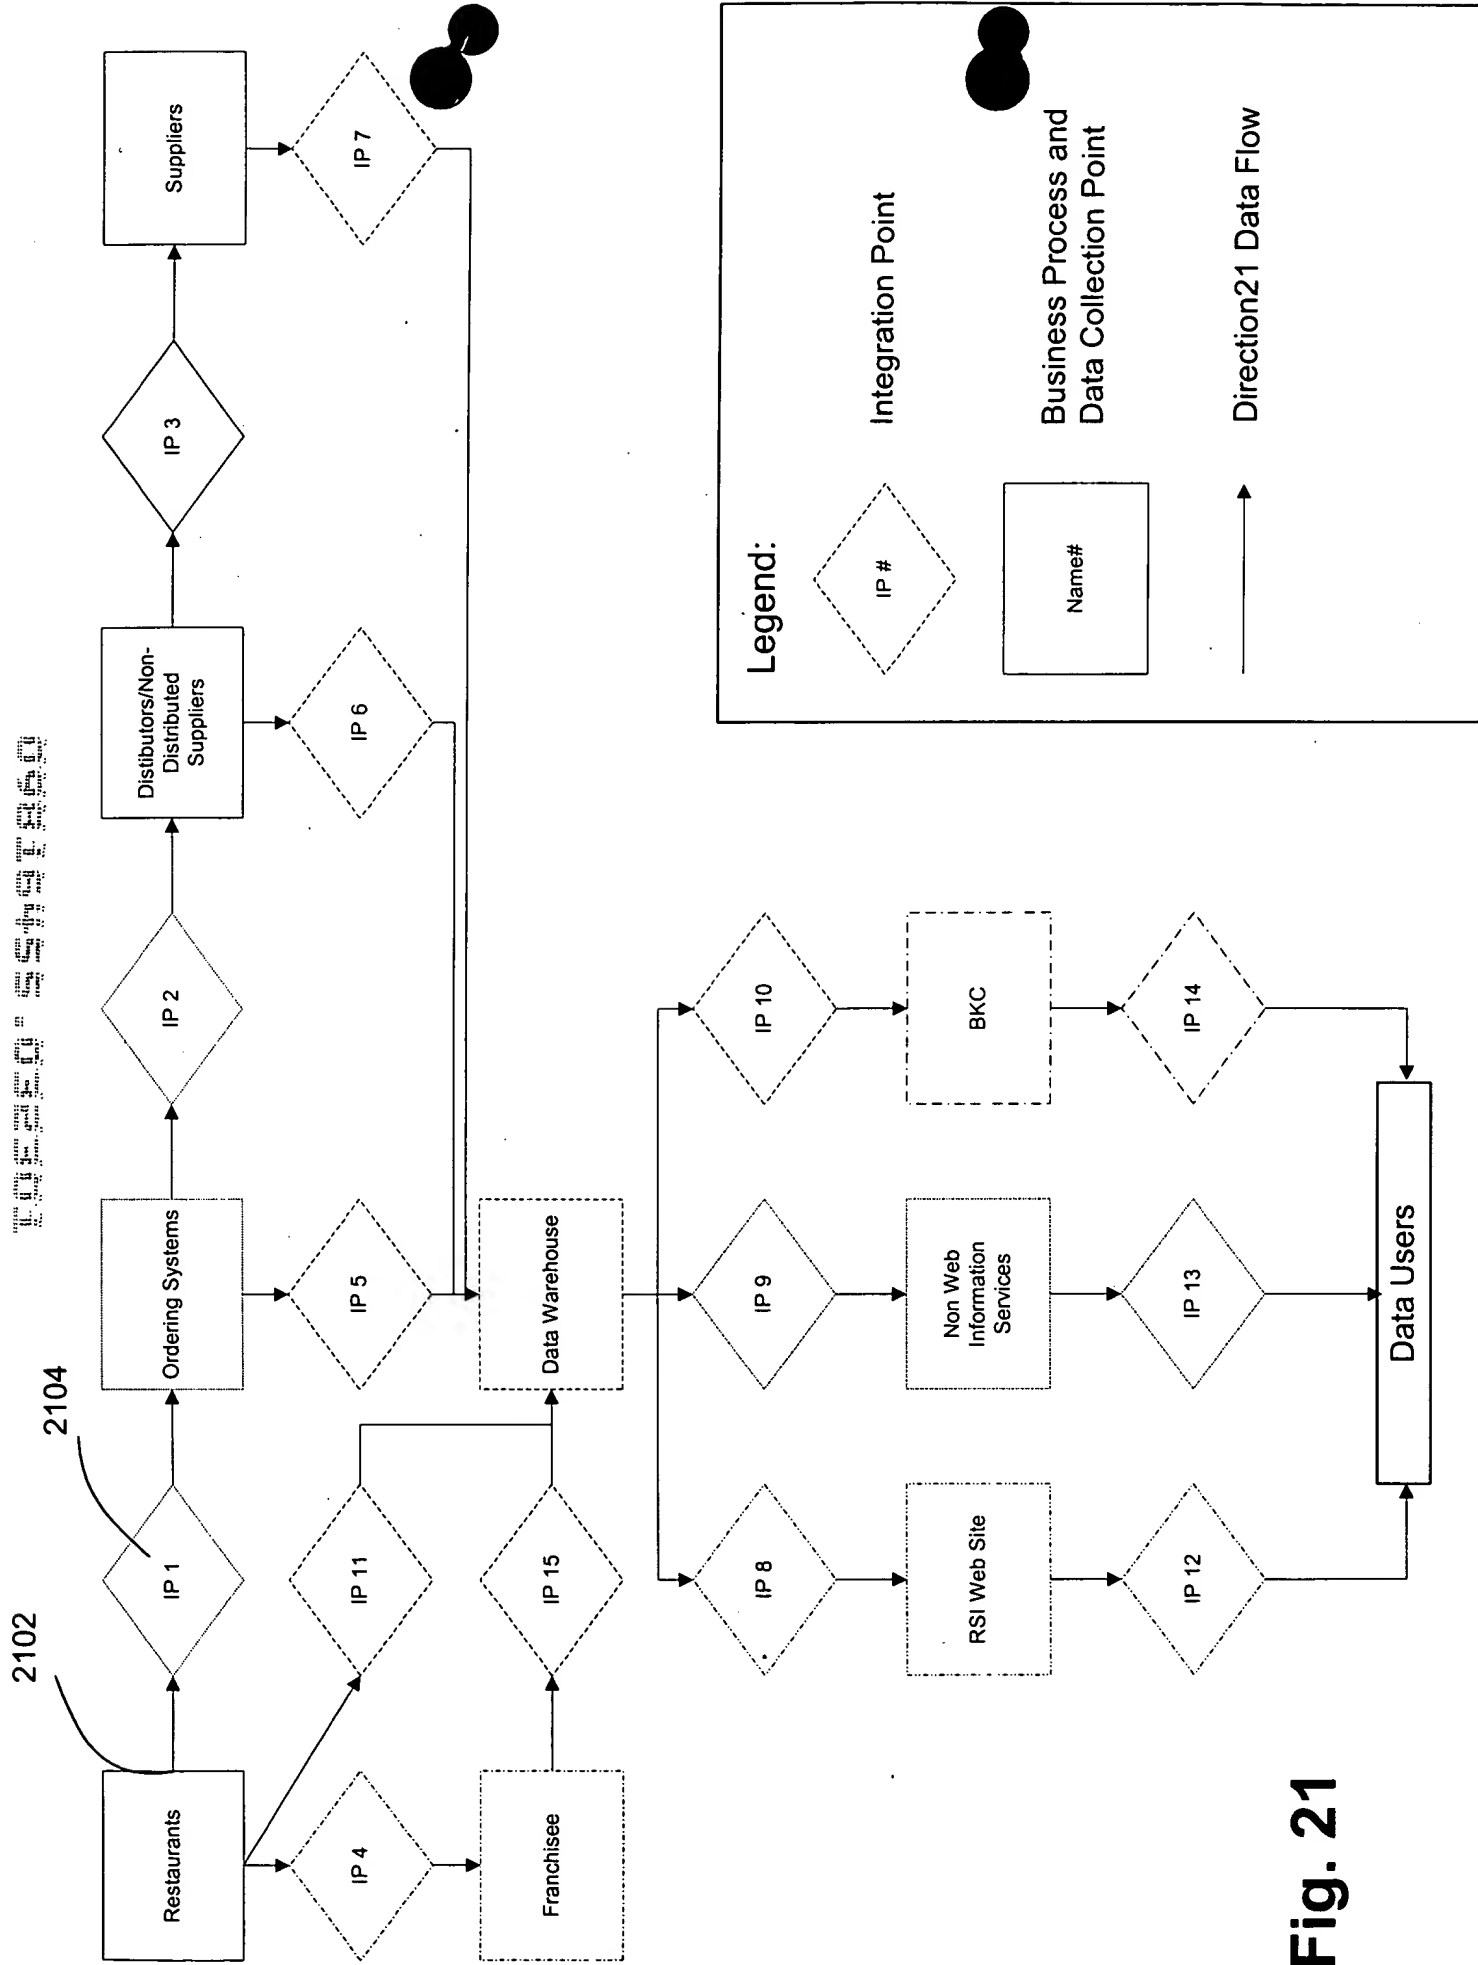 2102
2104
Restaurants
IP 1
Ordering Systems
IP 2
Distibutors/Non-
Distributed
Suppliers
IP 3
Suppliers
IP 4
IP 11
IP 5
IP 6
IP 7
Franchisee
IP 15
Data Warehouse
IP 8
IP 9
IP 10
RSI Web Site
Non Web
Information
Services
BKC
IP 12
IP 13
IP 14
Data Users
Legend:
IP #
Integration Point
Name#
Business Process and
Data Collection Point
Direction21 Data Flow
Fig. 21